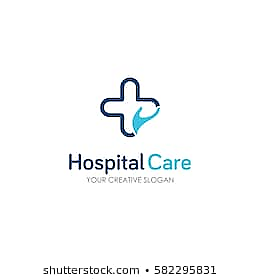 Hospital Care
YOUR CREATIVE SLOGAN
shutterstock.com • 582295831